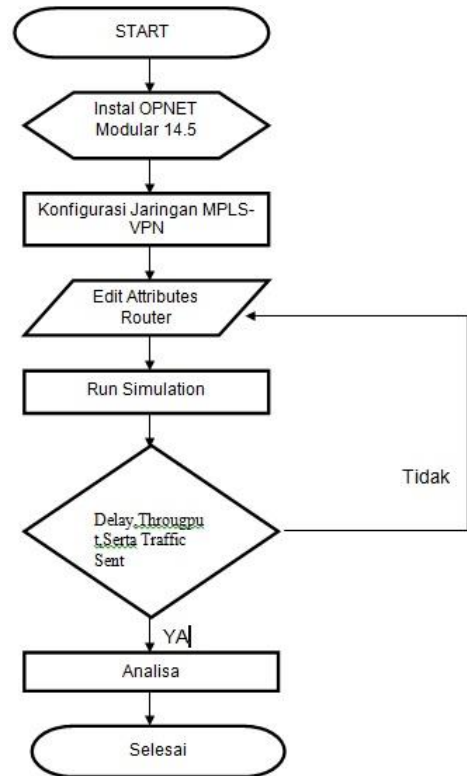 START
Instal OPNET
Modular 14.5
Konfigurasi Jaringan MPLS-
VPN
Edit Attributes
Router
Run Simulation
Tidak
Delay,Througpu
t,Serta Traffic
Sent
YA
Analisa
Selesai